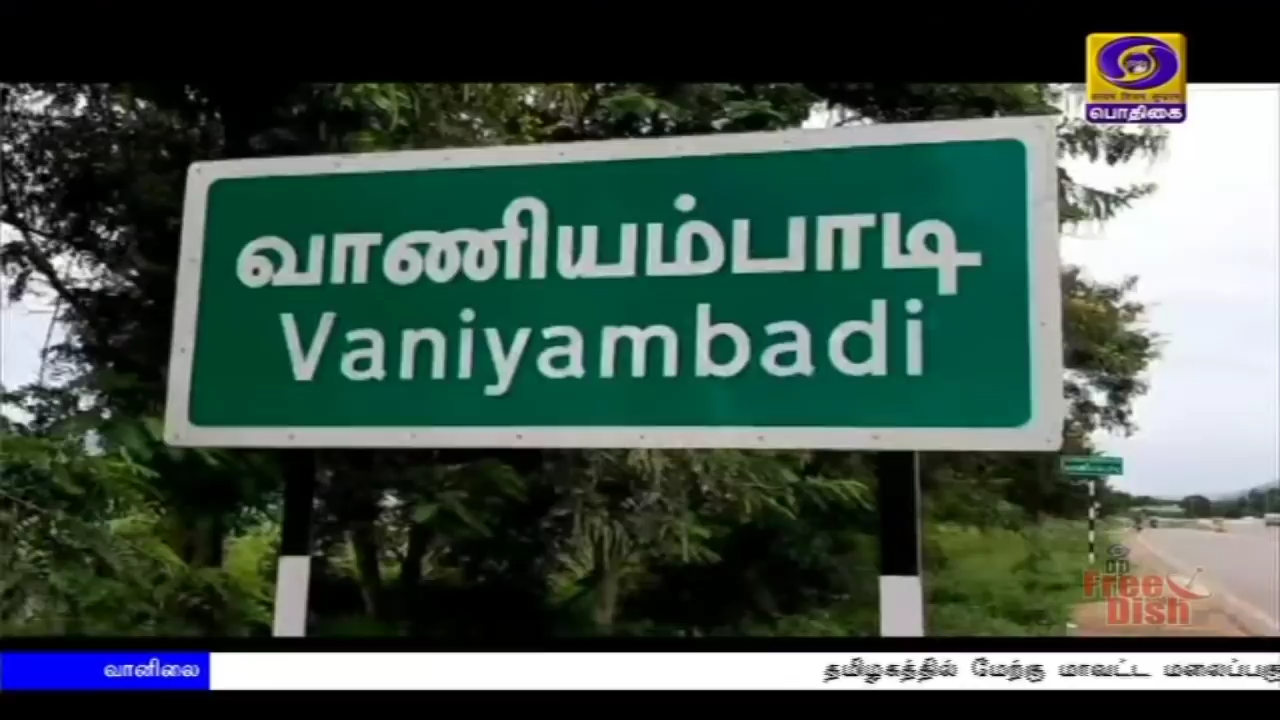 பொதிகை
வாணியம்பாடி
Vaniyambadi
Free
Dish
வானிலை
தமிழகத்தில் மேற்கு மாவட்ட மலைப்பகு